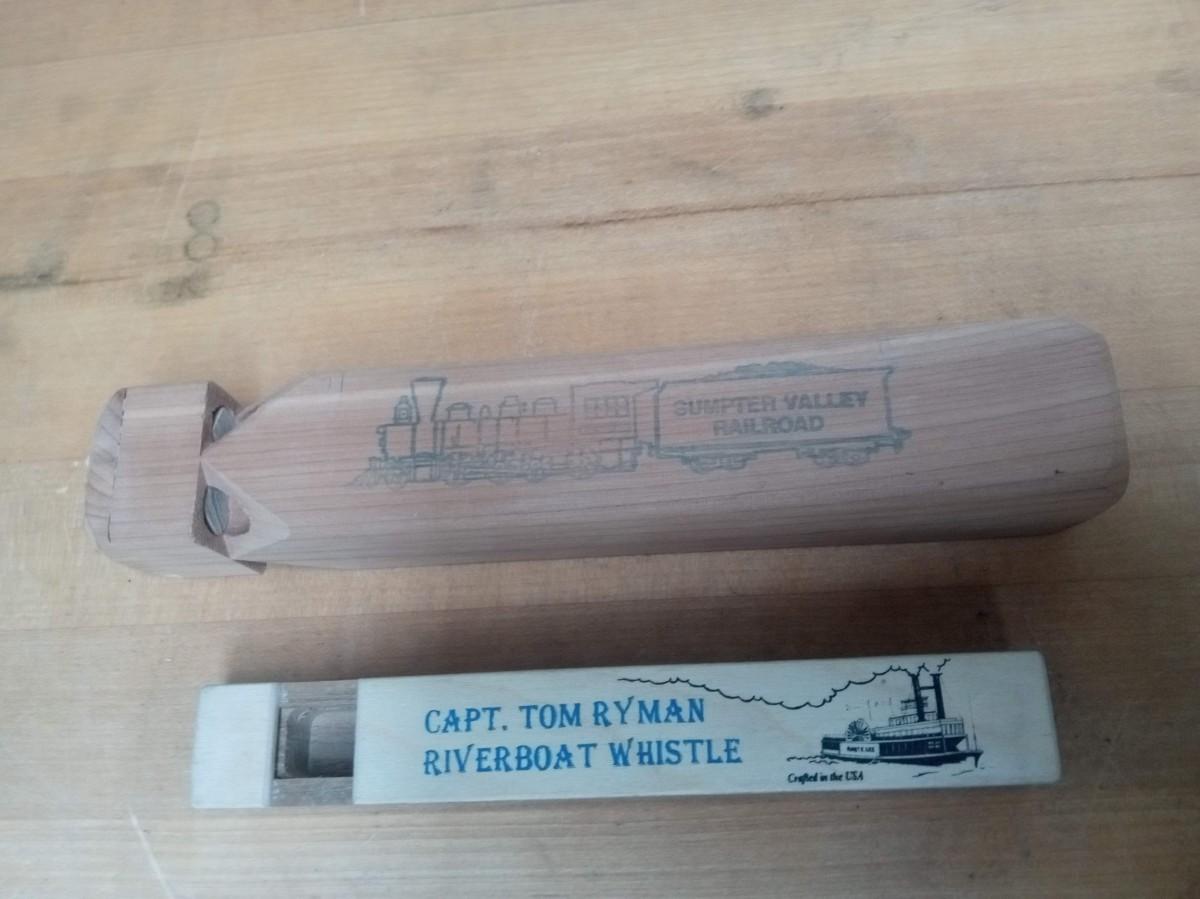 SUMPTER VALLEY
RAILROAD
CAPT. TOM RYMAN
RIVERBOAT WHISTLE
Crafted in the USA